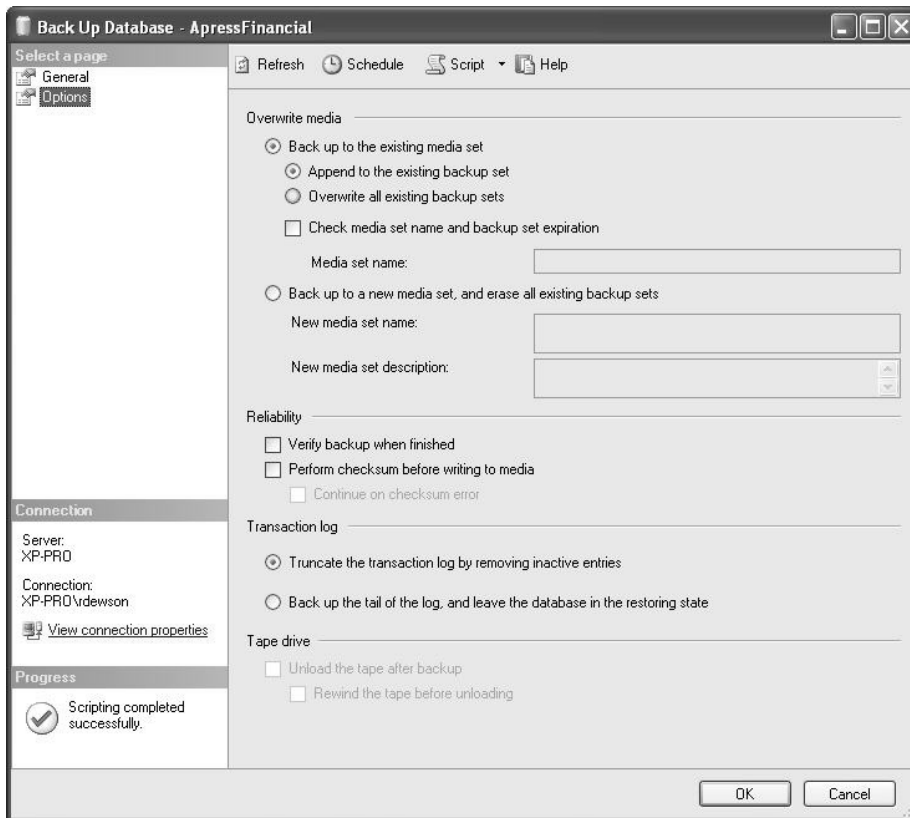 Back Up Database - ApressFinancial
Select a page
General
Options
Refresh Schedule Script Help
Overwrite media
Back up to the existing media set
Append to the existing backup set
Overwrite all existing backup sets
Check media set name and backup set expiration
Media set name:
Back up to a new media set, and erase all existing backup sets
New media set name:
New media set description:
Reliability
Verify backup when finished
Perform checksum before writing to media
Continue on checksum error
Transaction log
Truncate the transaction log by removing inactive entries
Back up the tail of the log, and leave the database in the restoring state
Tape drive
Unload the tape after backup
Rewind the tape before unloading
Connection
Server:
XP-PRO
Connection:
XP-PRO\rdewson
View connection properties
Progress
Scripting completed
successfully.
OK Cancel